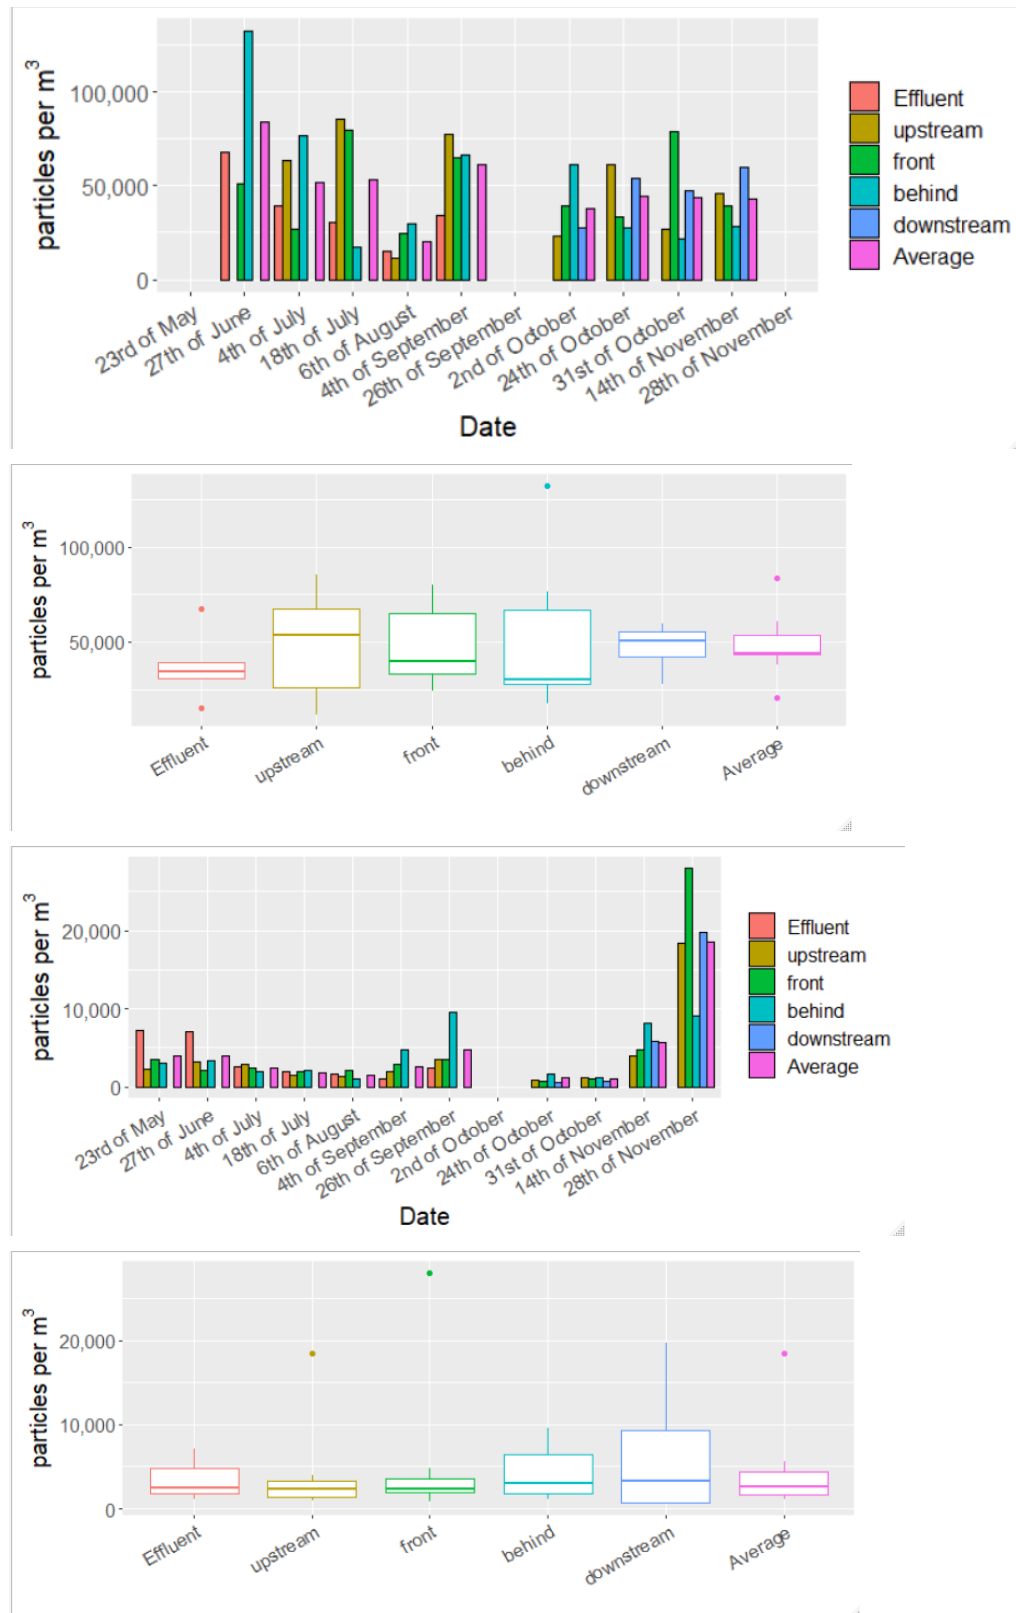 particles per m3
100,000
50,000
0
23rd of May
27th of June
4th of July
18th of July
6th of August
4th of September
26th of September
2nd of October
24th of October
31st of October
14th of November
28th of November
Date
Effluent
upstream
front
behind
downstream
Average
particles per m3
100,000
50,000
Effluent
upstream
front
behind
downstream
Average
particles per m3
20,000
10,000
0
23rd of May
27th of June
4th of July
18th of July
6th of August
4th of September
26th of September
2nd of October
24th of October
31st of October
14th of November
28th of November
Date
Effluent
upstream
front
behind
downstream
Average
particles per m3
20,000
10,000
0
Effluent
upstream
front
behind
downstream
Average